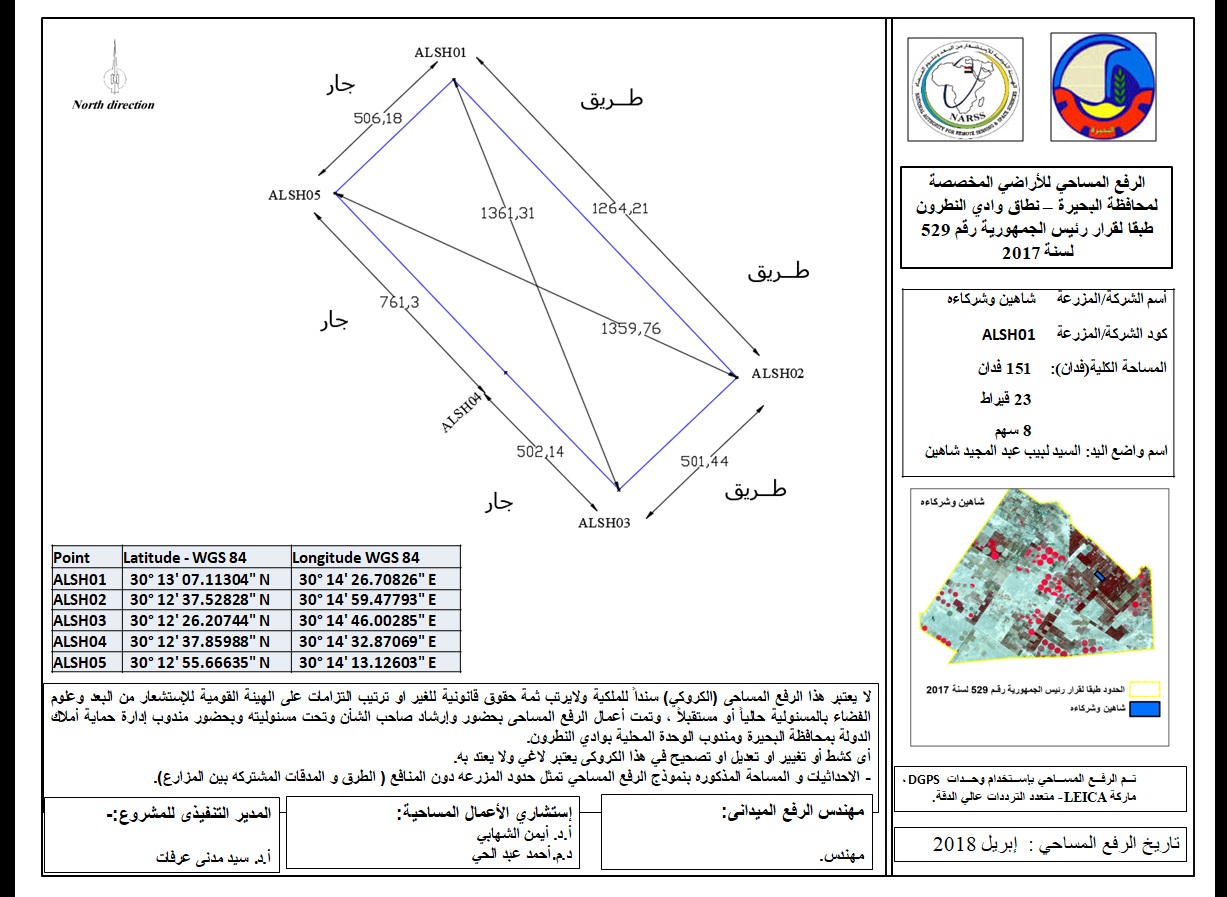 North direction
ALSH01
جار
طــريق
506,18
ALSH05
1361,31
1264,21
طــريق
761,3
جار
1359,76
ALSH02
ALSH04
502,14
501,44
جار
طــريق
ALSH03
Point Latitude - WGS 84 Longitude WGS 84
ALSH01 30° 13' 07.11304" N 30° 14' 26.70826" E
ALSH02 30° 12' 37.52828" N 30° 14' 59.47793" E
ALSH03 30° 12' 26.20744" N 30° 14' 46.00285" E
ALSH04 30° 12' 37.85988" N 30° 14' 32.87069" E
ALSH05 30° 12' 55.66635" N 30° 14' 13.12603" E
لا يعتبر هذا الرفع المساحى (الكروكي) سنداً للملكية ولايرتب ثمة حقوق قانونية للغير او ترتيب التزامات على الهيئة القومية للإستشعار من البعد وعلوم
الفضاء بالمسئولية حالياً أو مستقبلاً ، وتمت أعمال الرفع المساحى بحضور وإرشاد صاحب الشأن وتحت مسئوليته وبحضور مندوب إدارة حماية أملاك
الدولة بمحافظة البحيرة ومندوب الوحدة المحلية بوادي النطرون.
أى كشط أو تغيير او تعديل او تصحيح في هذا الكروكى يعتبر لاغي ولا يعتد به.
- الاحداثيات و المساحة المذكوره بنموذج الرفع المساحي تمثل حدود المزرعه دون المنافع ( الطرق و المدقات المشتركه بين المزارع).
مهندس الرفع الميدانى:
مهندس.
إستشاري الأعمال المساحية:
أ.د. أيمن الشهابي
د.م.أحمد عبد الحي
المدير التنفيذى للمشروع:-
أ.د. سيد مدنى عرفات
NARSS
NATIONAL AUTHORITY FOR REMOTE SENSING & SPACE SCIENCES
الرفع المساحي للأراضي المخصصة
لمحافظة البحيرة – نطاق وادي النطرون
طبقا لقرار رئيس الجمهورية رقم 529
لسنة 2017
أسم الشركة/المزرعة شاهين وشركاءه
كود الشركة/المزرعة ALSH01
المساحة الكلية(فدان): 151 فدان
23 قيراط
8 سهم
اسم واضع اليد: السيد لبيب عبد المجيد شاهين
شاهين وشركاءه
الحدود طبقا لقرار رئيس الجمهورية رقم 529 لسنة 2017
شاهين وشركاءه
تــم الرفــع المســاحي بإســتخدام وحــدات DGPS ،
ماركة LEICA- متعدد الترددات عالي الدقة.
تاريخ الرفع المساحي : إبريل 2018